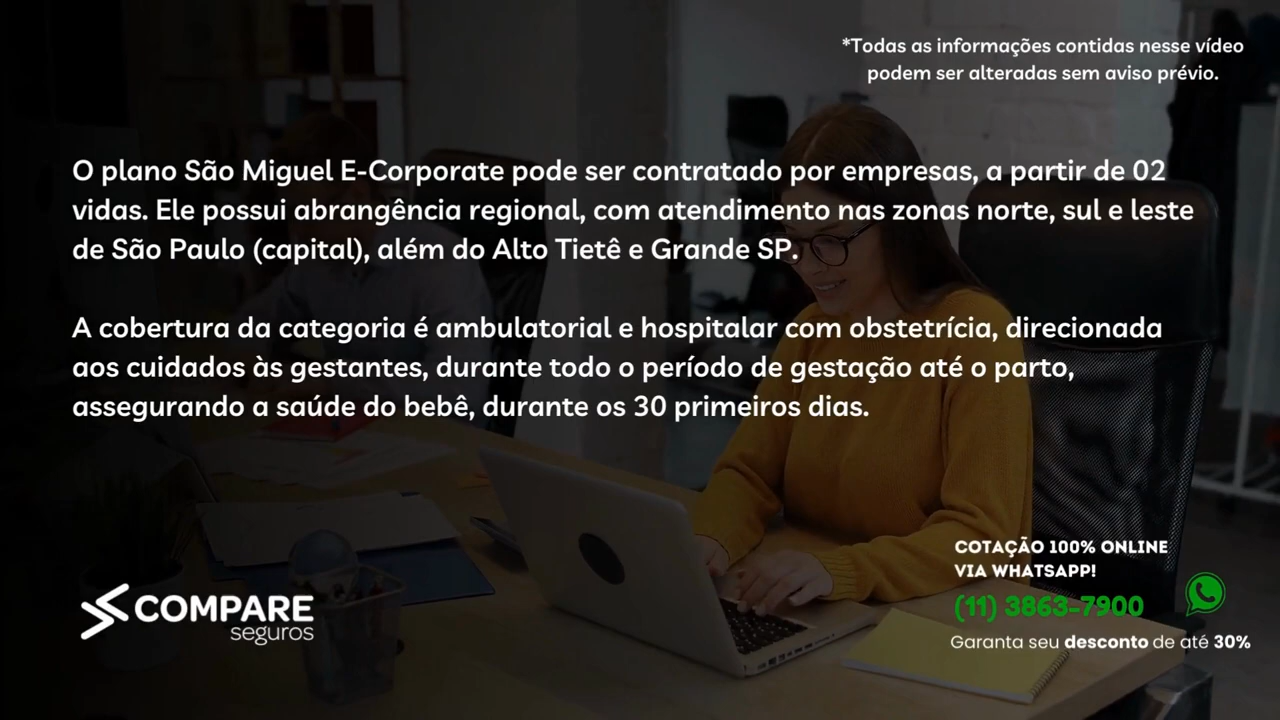 *Todas as informações contidas nesse vídeo
podem ser alteradas sem aviso prévio.
O plano São Miguel E-Corporate pode ser contratado por empresas, a partir de 02
vidas. Ele possui abrangência regional, com atendimento nas zonas norte, sul e leste
de São Paulo (capital), além do Alto Tietê e Grande SP.
A cobertura da categoria é ambulatorial e hospitalar com obstetrícia, direcionada
aos cuidados às gestantes, durante todo o período de gestação até o parto,
assegurando a saúde do bebê, durante os 30 primeiros dias.
COMPARE
seguros
COTAÇÃO 100% ONLINE
VIA WHATSAPP!
(11) 3863-7900
Garanta seu desconto de até 30%